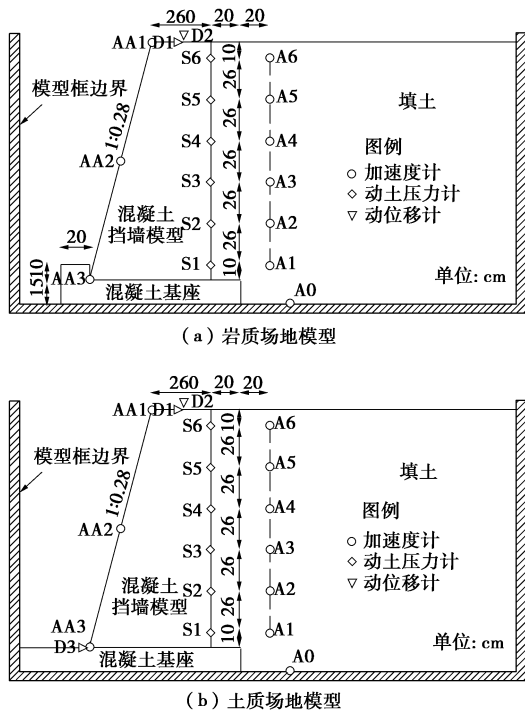 260 20 20
AA1 D1 D2
S6 10 A6
模型框边界
26
S5 A5 填土
1:0.28
26
图例
S4 A4
AA2
26
加速度计
S3 A3
动土压力计
混凝土
26
动位移计
挡墙模型
S2 A2
20
26
AA3
S1 10 A1
单位: cm
1510
混凝土基座
A0
(a) 岩质场地模型
260 20 20
AA1 D1 D2
S6 10 A6
模型框边界
26
S5 A5 填土
1:0.28
26
图例
S4 A4
AA2
26
加速度计
S3 A3
动土压力计
混凝土
26
动位移计
挡墙模型
S2 A2
26
AA3
S1 10 A1
D3
单位: cm
混凝土基座
A0
(b) 土质场地模型